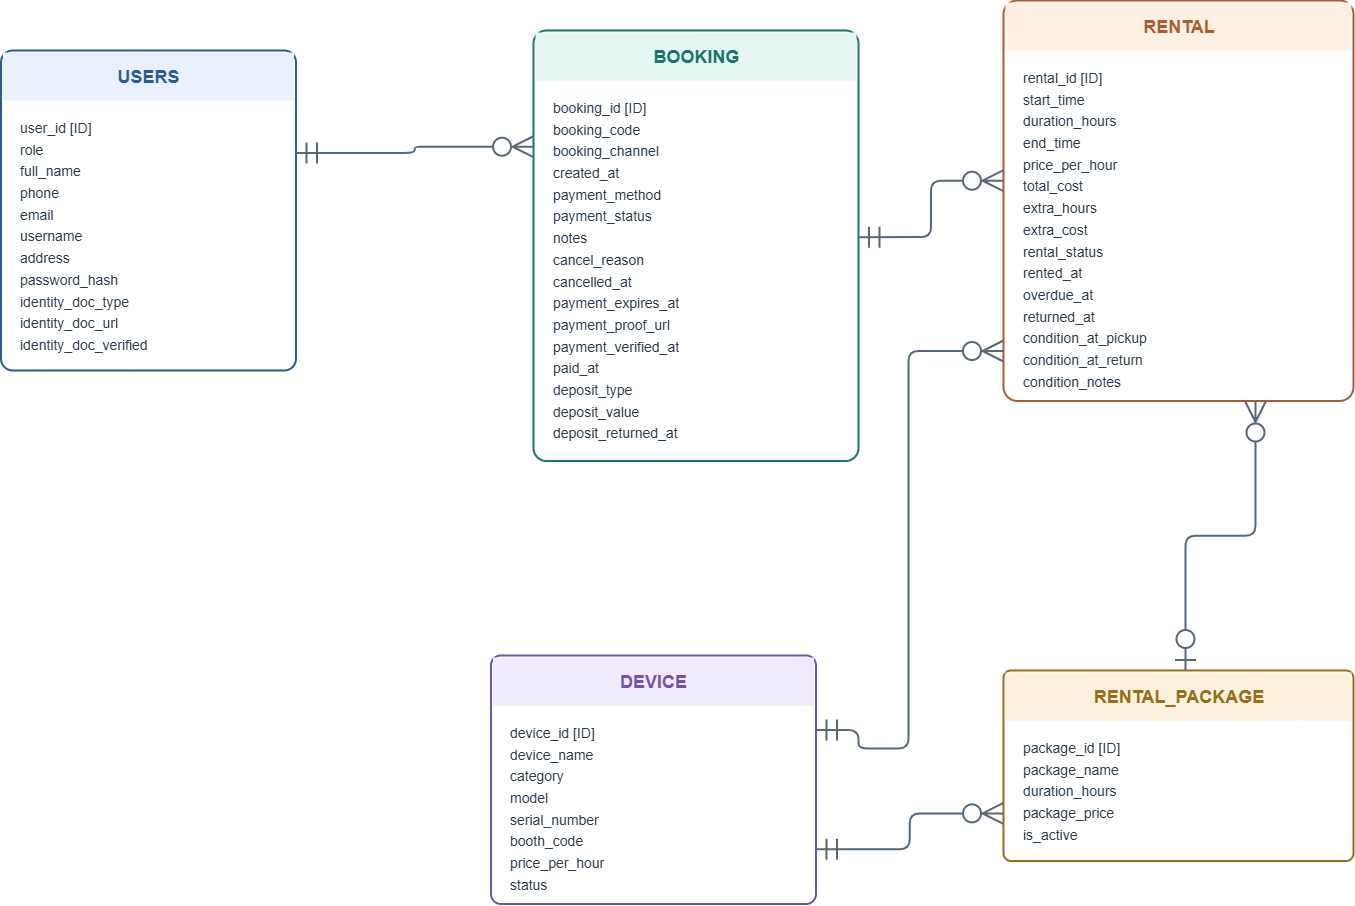 USERS
user_id [ID]
role
full_name
phone
email
username
address
password_hash
identity_doc_type
identity_doc_url
identity_doc_verified
BOOKING
booking_id [ID]
booking_code
booking_channel
created_at
payment_method
payment_status
notes
cancel_reason
cancelled_at
payment_expires_at
payment_proof_url
payment_verified_at
paid_at
deposit_type
deposit_value
deposit_returned_at
RENTAL
rental_id [ID]
start_time
duration_hours
end_time
price_per_hour
total_cost
extra_hours
extra_cost
rental_status
rented_at
overdue_at
returned_at
condition_at_pickup
condition_at_return
condition_notes
DEVICE
device_id [ID]
device_name
category
model
serial_number
booth_code
price_per_hour
status
RENTAL_PACKAGE
package_id [ID]
package_name
duration_hours
package_price
is_active